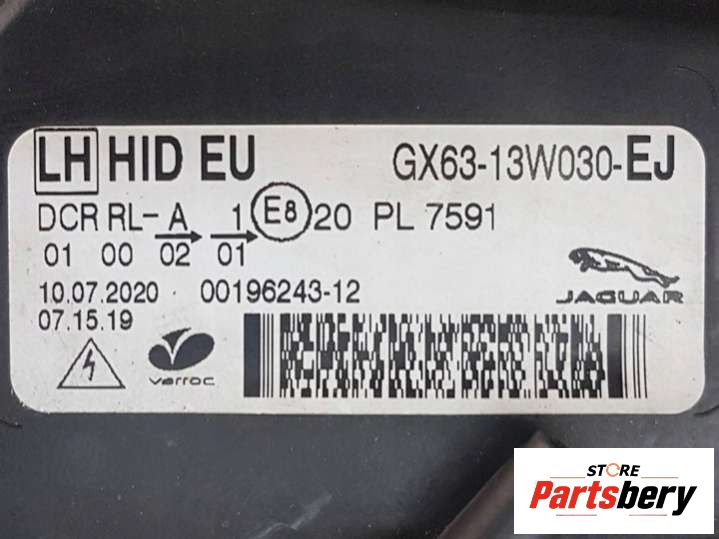 LH HID EU GX63-13W030-EJ
DCR RL-A 1 E8 20 PL 7591
01 00 02 01
10.07.2020 00196243-12
07.15.19
JAGUAR
varroc
STORE
Partsbery